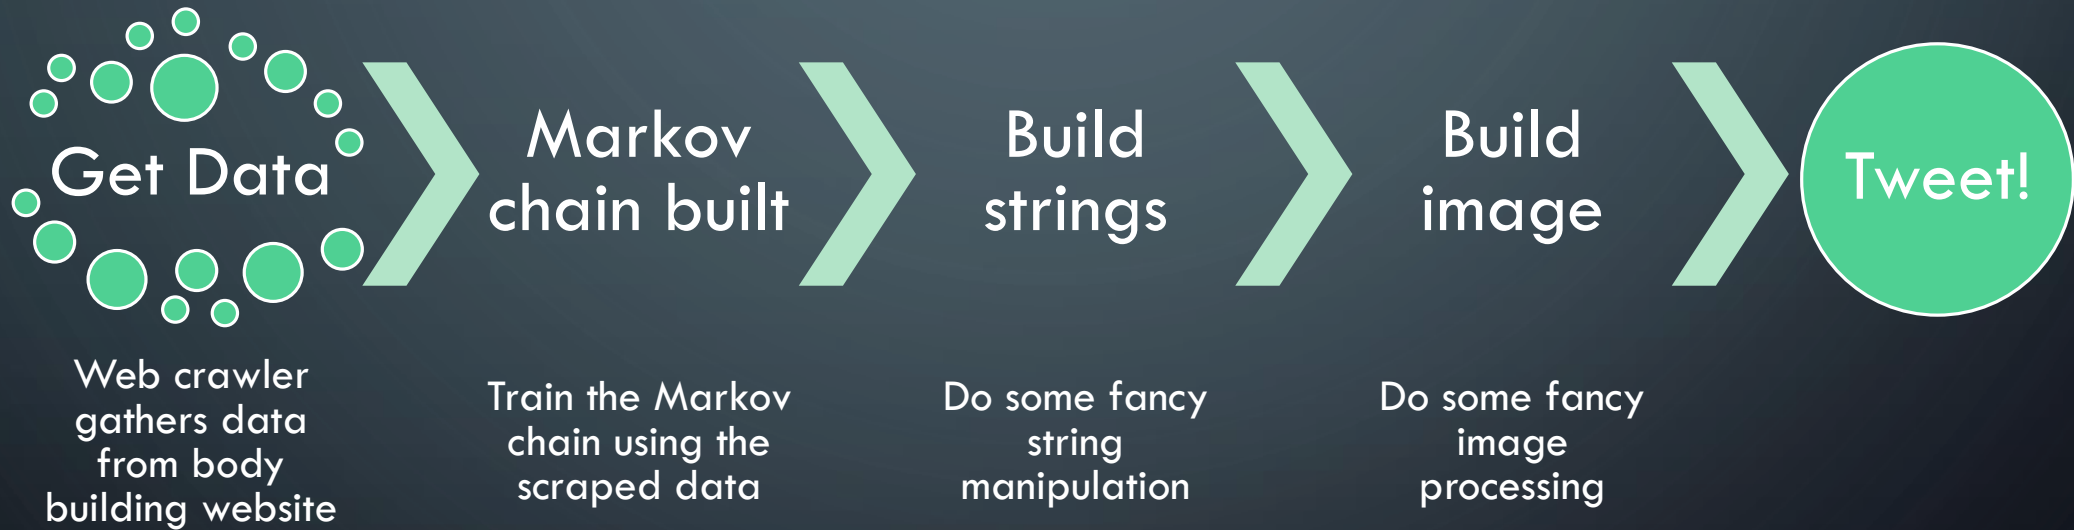 Get Data
Markov
chain built
Build
strings
Build
image
Tweet!
Web crawler
gathers data
from body
building website
Train the Markov
chain using the
scraped data
Do some fancy
string
manipulation
Do some fancy
image
processing